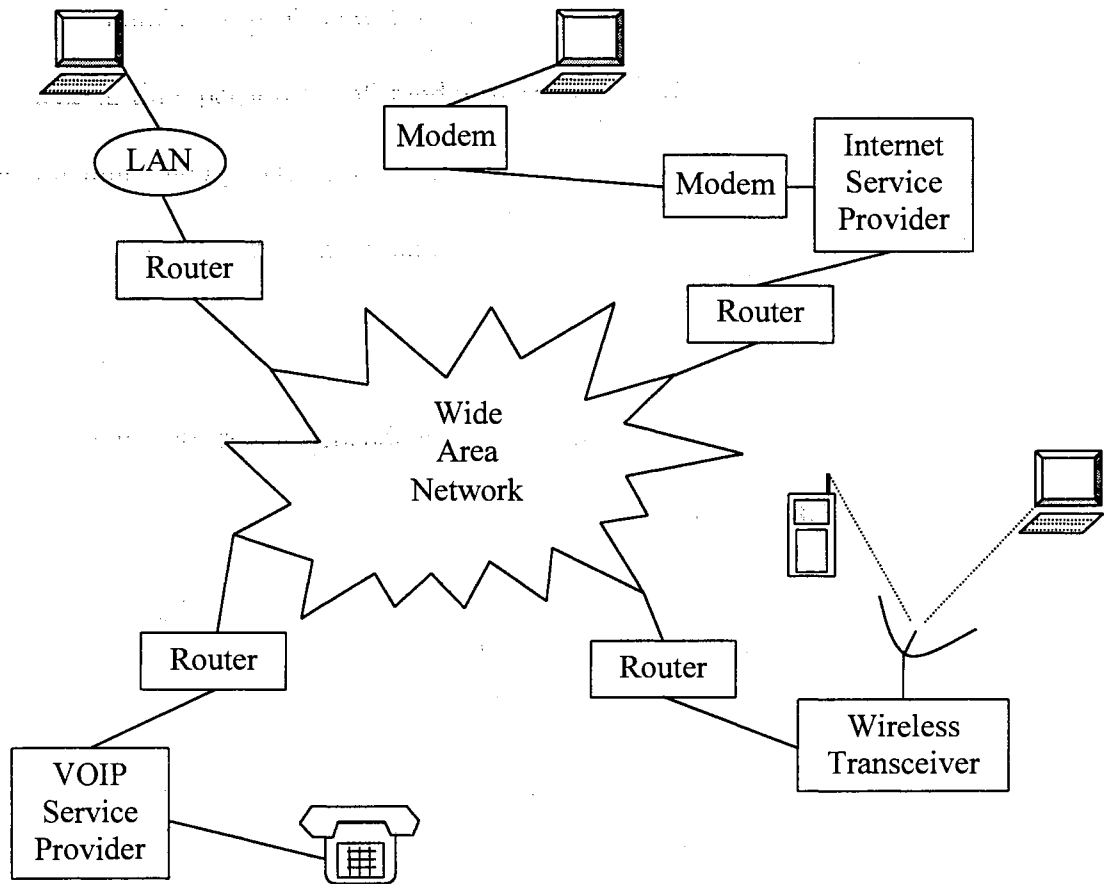 LAN
Modem
Modem
Internet
Service
Provider
Router
Router
Wide
Area
Network
Router
Router
Wireless
Transceiver
VOIP
Service
Provider